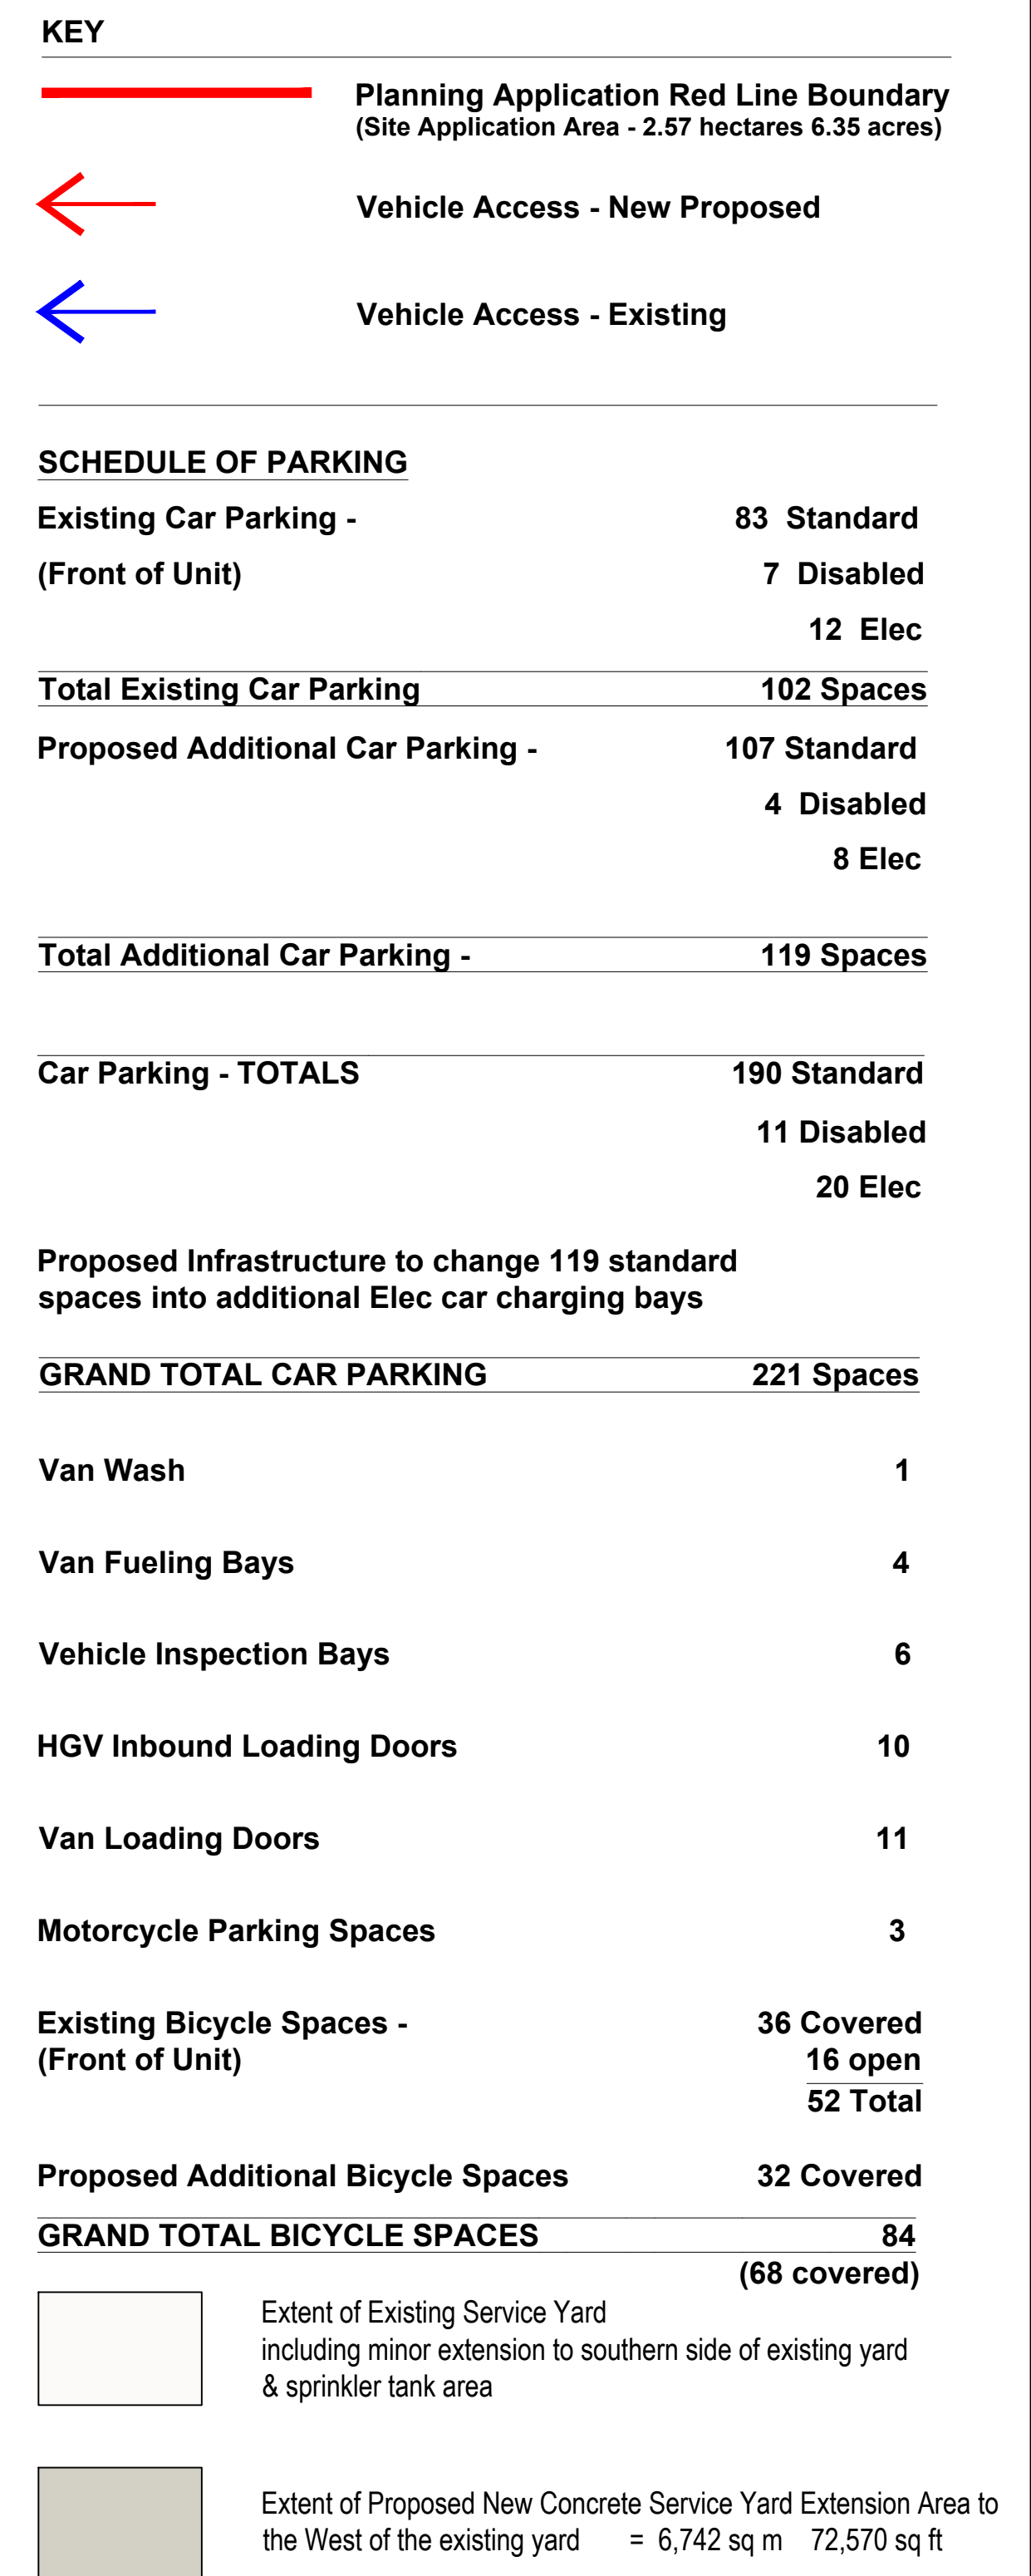 KEY
Planning Application Red Line Boundary
(Site Application Area - 2.57 hectares 6.35 acres)
Vehicle Access - New Proposed
Vehicle Access - Existing
SCHEDULE OF PARKING
Existing Car Parking - 83 Standard
(Front of Unit) 7 Disabled
12 Elec
Total Existing Car Parking 102 Spaces
Proposed Additional Car Parking - 107 Standard
4 Disabled
8 Elec
Total Additional Car Parking - 119 Spaces
Car Parking - TOTALS 190 Standard
11 Disabled
20 Elec
Proposed Infrastructure to change 119 standard
spaces into additional Elec car charging bays
GRAND TOTAL CAR PARKING 221 Spaces
Van Wash 1
Van Fueling Bays 4
Vehicle Inspection Bays 6
HGV Inbound Loading Doors 10
Van Loading Doors 11
Motorcycle Parking Spaces 3
Existing Bicycle Spaces - 36 Covered
(Front of Unit) 16 open
52 Total
Proposed Additional Bicycle Spaces 32 Covered
GRAND TOTAL BICYCLE SPACES 84
(68 covered)
Extent of Existing Service Yard
including minor extension to southern side of existing yard
& sprinkler tank area
Extent of Proposed New Concrete Service Yard Extension Area to
the West of the existing yard = 6,742 sq m 72,570 sq ft